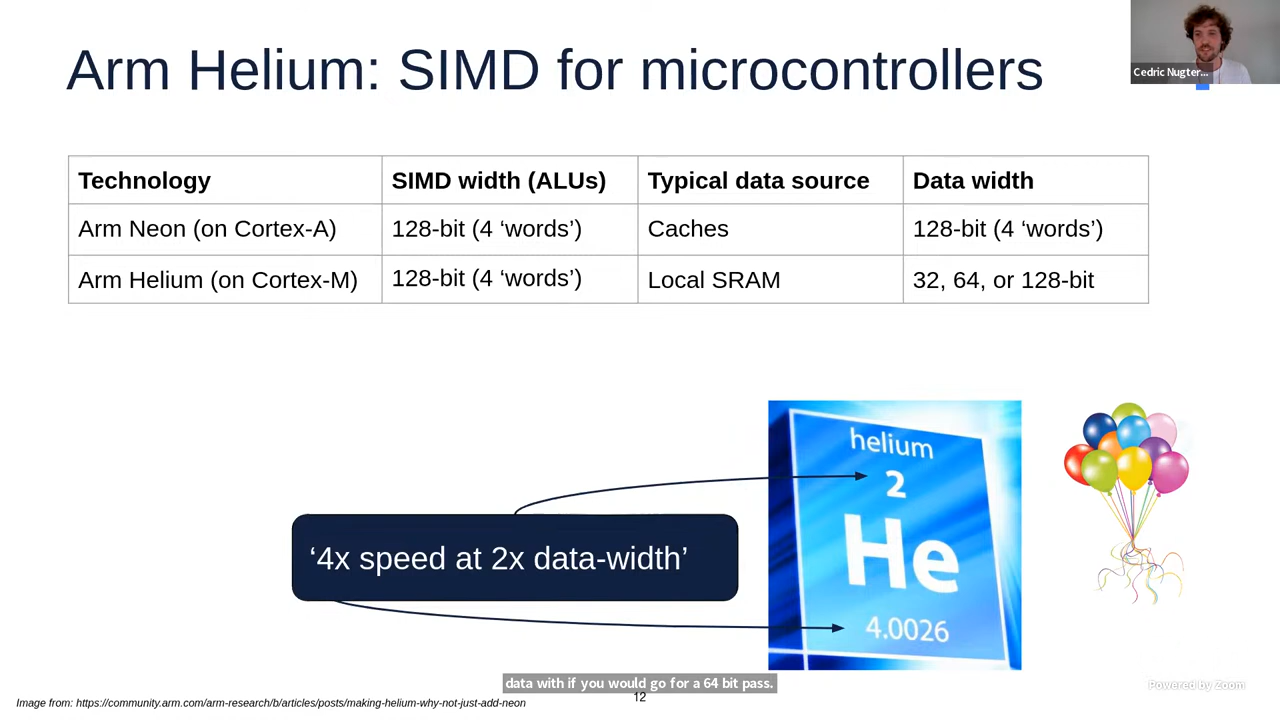 Arm Helium: SIMD for microcontrollers
Cedric Nugter...
Technology SIMD width (ALUs) Typical data source Data width
Arm Neon (on Cortex-A) 128-bit (4 ‘words’) Caches 128-bit (4 ‘words’)
Arm Helium (on Cortex-M) 128-bit (4 ‘words’) Local SRAM 32, 64, or 128-bit
helium
2
He
4.0026
‘4x speed at 2x data-width’
data with if you would go for a 64 bit pass.
12
Image from: https://community.arm.com/arm-research/b/articles/posts/making-helium-why-not-just-add-neon
Powered by Zoom